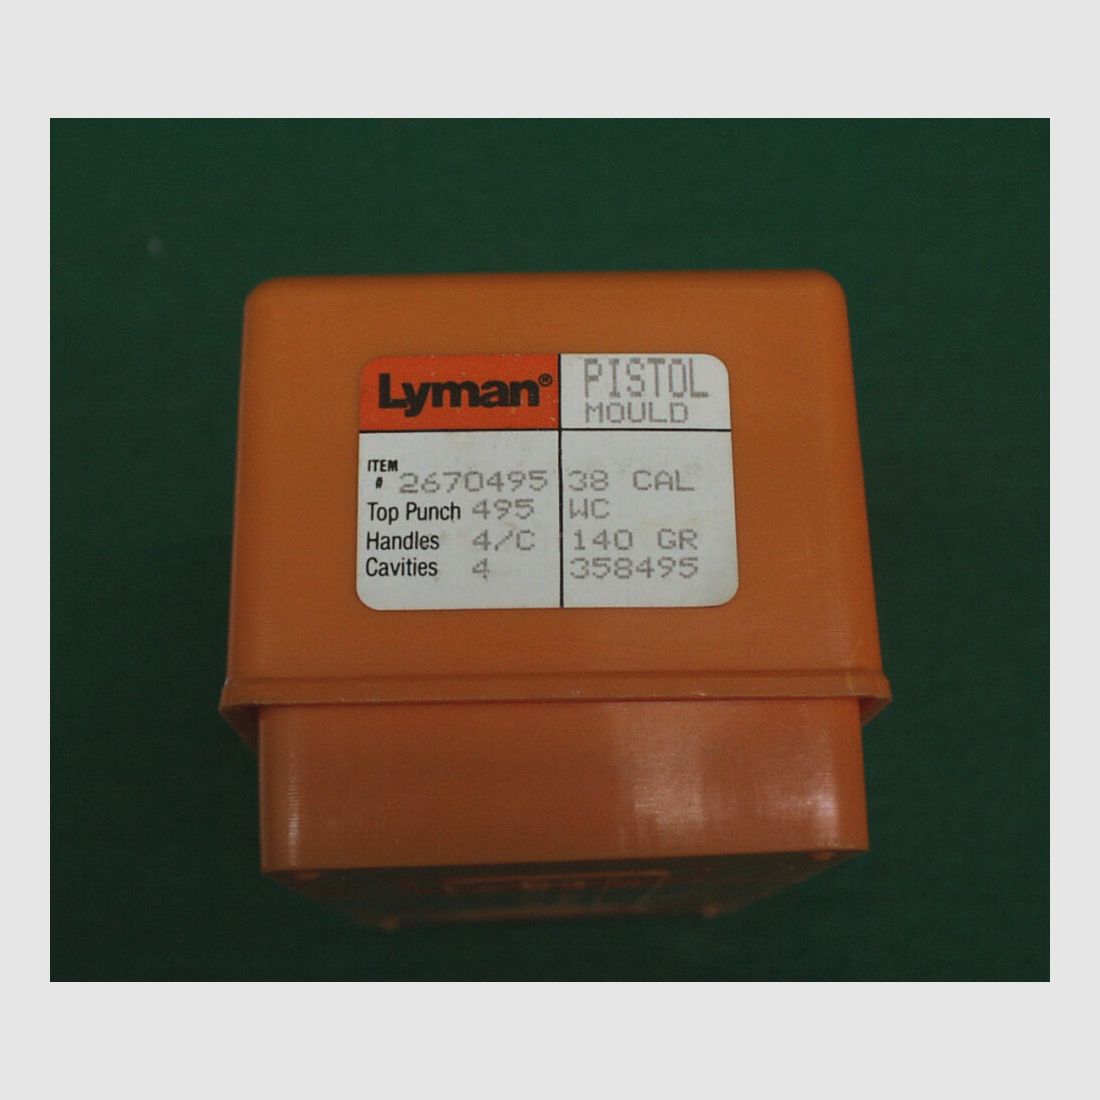 Lyman®
PISTOL
MOULD
ITEM
# 2670495
Top Punch 495
Handles 4/C
Cavities 4
38 CAL
WC
140 GR
358495